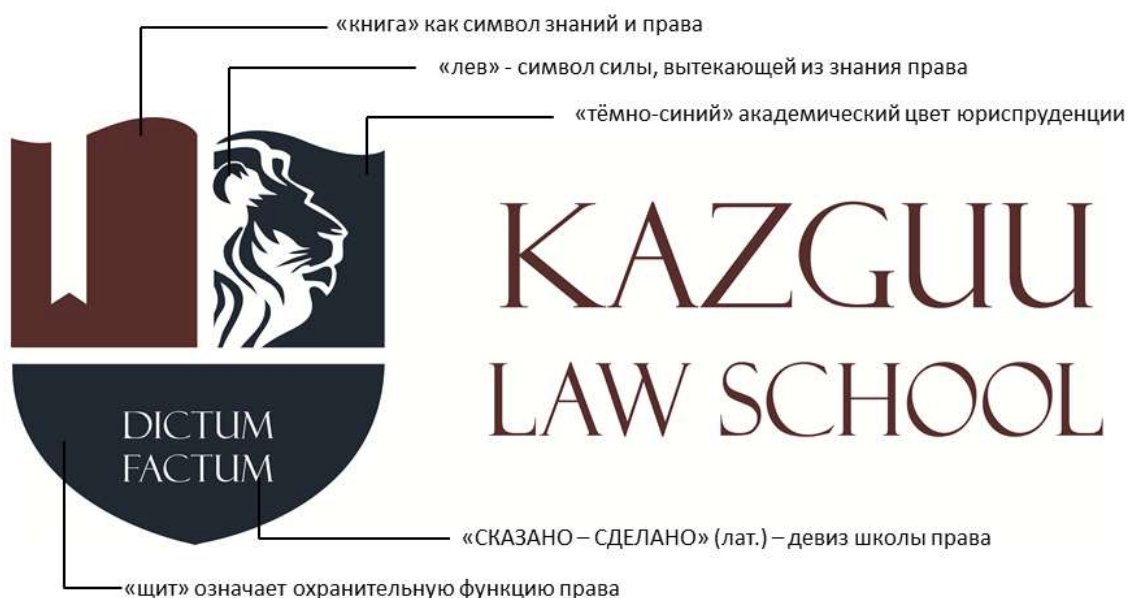 «книга» как символ знаний и права
«лев» - символ силы, вытекающей из знания права
«тёмно-синий» академический цвет юриспруденции
KAZGUU
LAW SCHOOL
DICTUM
FACTUM
«СКАЗАНО – СДЕЛАНО» (лат.) – девиз школы права
«щит» означает охранительную функцию права